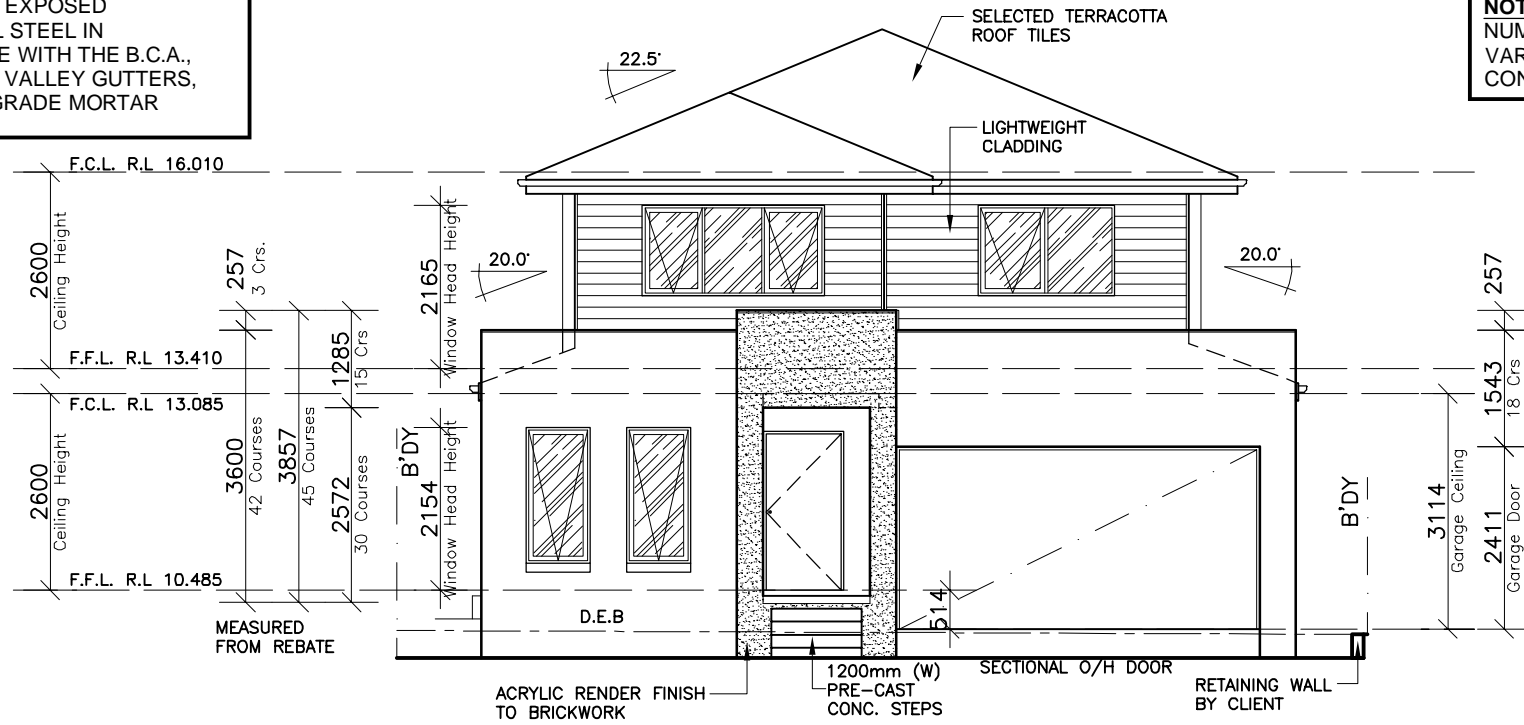 EXPOSED
L STEEL IN
E WITH THE B.C.A.,
VALLEY GUTTERS,
GRADE MORTAR
NOT
NUM
VAR
CON
SELECTED TERRACOTTA
ROOF TILES
22.5°
LIGHTWEIGHT
CLADDING
F.C.L. R.L 16.010
2600
Ceiling Height
257
3 Crs.
2165
Window Head Height
20.0°
20.0°
257
F.F.L. R.L 13.410
1285
15 Crs
F.C.L. R.L 13.085
1543
18 Crs
2600
Ceiling Height
3600
42 Courses
3857
45 Courses
2572
30 Courses
B'DY
2154
Window Head Height
B'DY
3114
Garage Ceiling
2411
Garage Door
F.F.L. R.L 10.485
514
D.E.B
MEASURED
FROM REBATE
ACRYLIC RENDER FINISH
TO BRICKWORK
1200mm (W)
PRE-CAST
CONC. STEPS
SECTIONAL O/H DOOR
RETAINING WALL
BY CLIENT